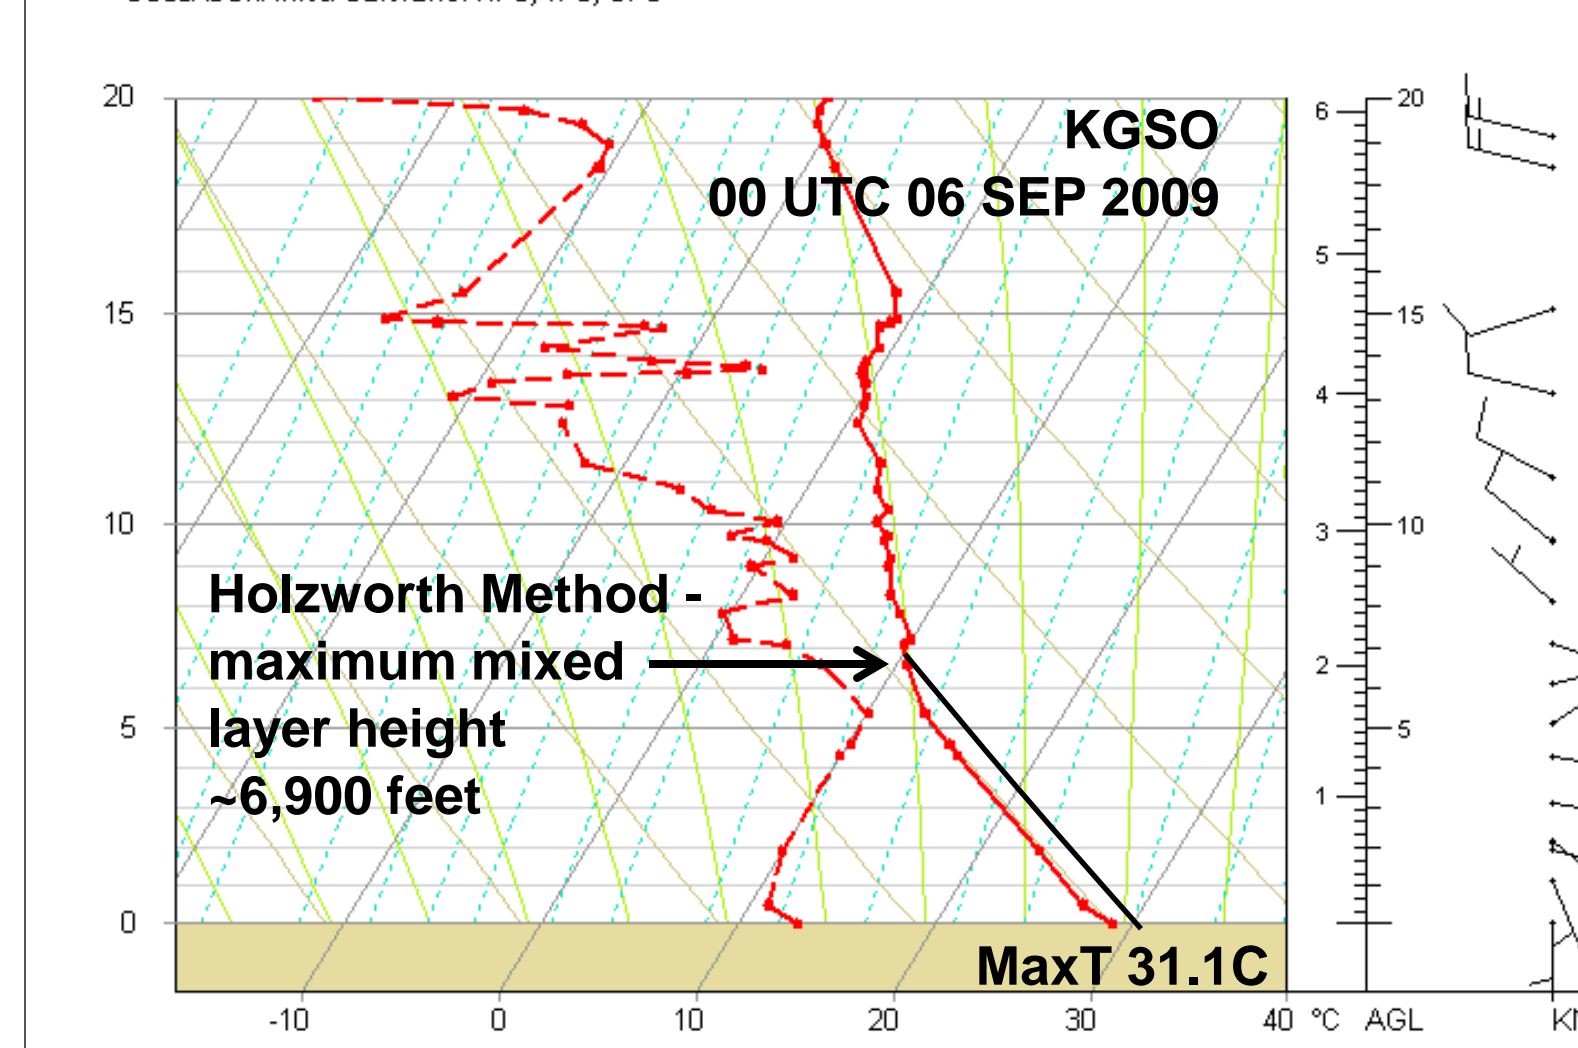 20
KGSO
00 UTC 06 SEP 2009
6
20
5
15
15
4
10
3
10
Holzworth Method -
maximum mixed
layer height
~6,900 feet
2
5
5
1
0
MaxT 31.1C
-10 0 10 20 30 40 °C AGL